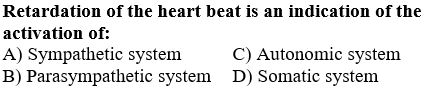 Retardation of the heart beat is an indication of the
activation of:
A) Sympathetic system C) Autonomic system
B) Parasympathetic system D) Somatic system